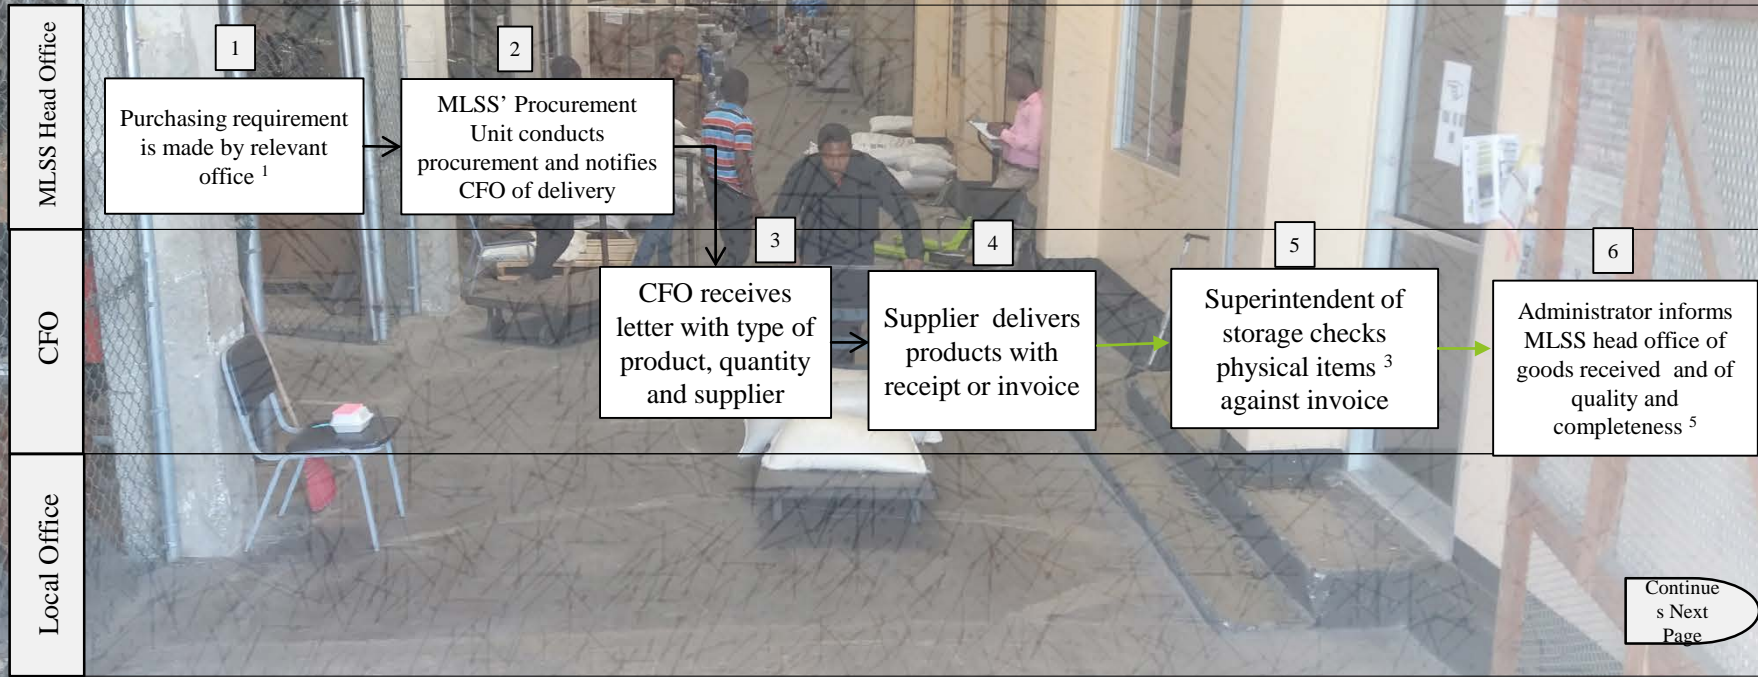 MLSS Head Office
1
Purchasing requirement
is made by relevant
office 1
2
MLSS’ Procurement
Unit conducts
procurement and notifies
CFO of delivery
CFO
3
CFO receives
letter with type of
product, quantity
and supplier
4
Supplier delivers
products with
receipt or invoice
5
Superintendent of
storage checks
physical items 3
against invoice
6
Administrator informs
MLSS head office of
goods received and of
quality and
completeness 5
Local Office
Continue
s Next
Page